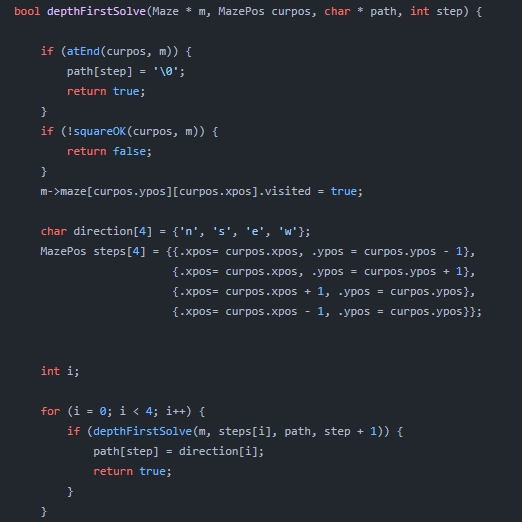 bool depthFirstSolve(Maze * m, MazePos curpos, char * path, int step) {
if (atEnd(curpos, m)) {
path[step] = '\0';
return true;
}
if (!squareOK(curpos, m)) {
return false;
}
m->maze[curpos.ypos][curpos.xpos].visited = true;
char direction[4] = {'n', 's', 'e', 'w'};
MazePos steps[4] = {{.xpos= curpos.xpos, .ypos = curpos.ypos - 1},
{.xpos= curpos.xpos, .ypos = curpos.ypos + 1},
{.xpos= curpos.xpos + 1, .ypos = curpos.ypos},
{.xpos= curpos.xpos - 1, .ypos = curpos.ypos}};
int i;
for (i = 0; i < 4; i++) {
if (depthFirstSolve(m, steps[i], path, step + 1)) {
path[step] = direction[i];
return true;
}
}